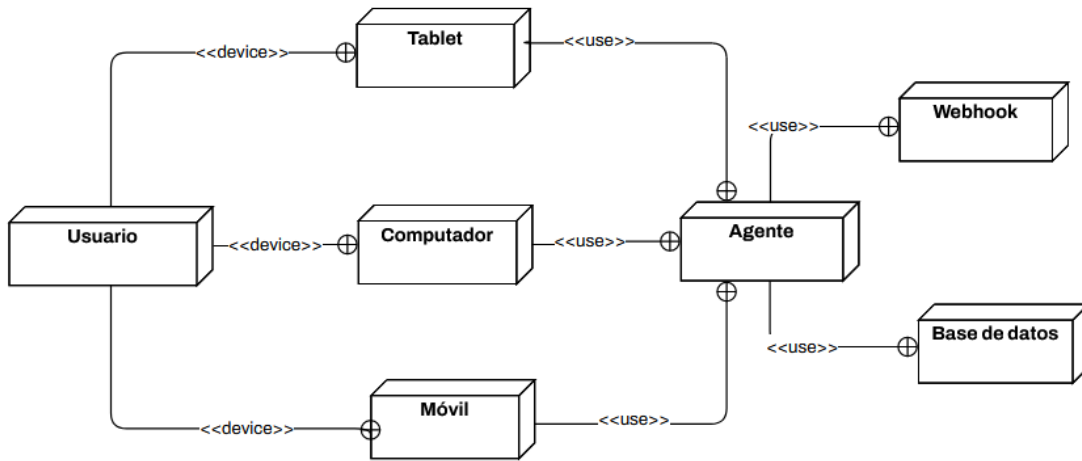 Tablet
<<device>>
<<use>>
Webhook
<<use>>
Usuario
<<device>>
Computador
<<use>>
Agente
Base de datos
<<use>>
Móvil
<<device>>
<<use>>